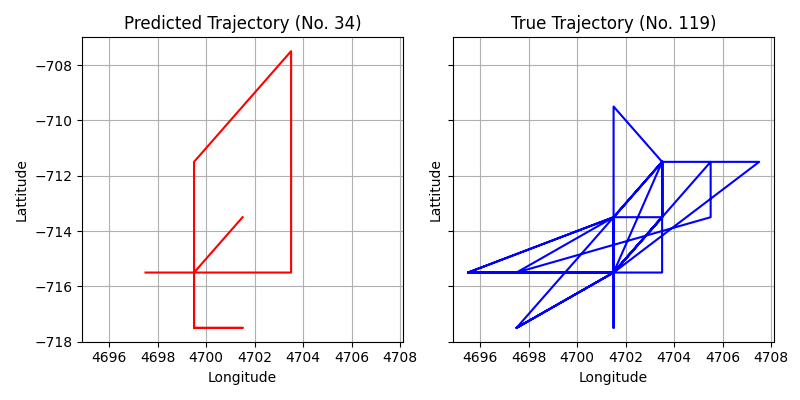 Predicted Trajectory (No. 34)
−708
−710
−712
−714
−716
−718
Lattitude
4696 4698 4700 4702 4704 4706 4708
Longitude
True Trajectory (No. 119)
Lattitude
4696 4698 4700 4702 4704 4706 4708
Longitude